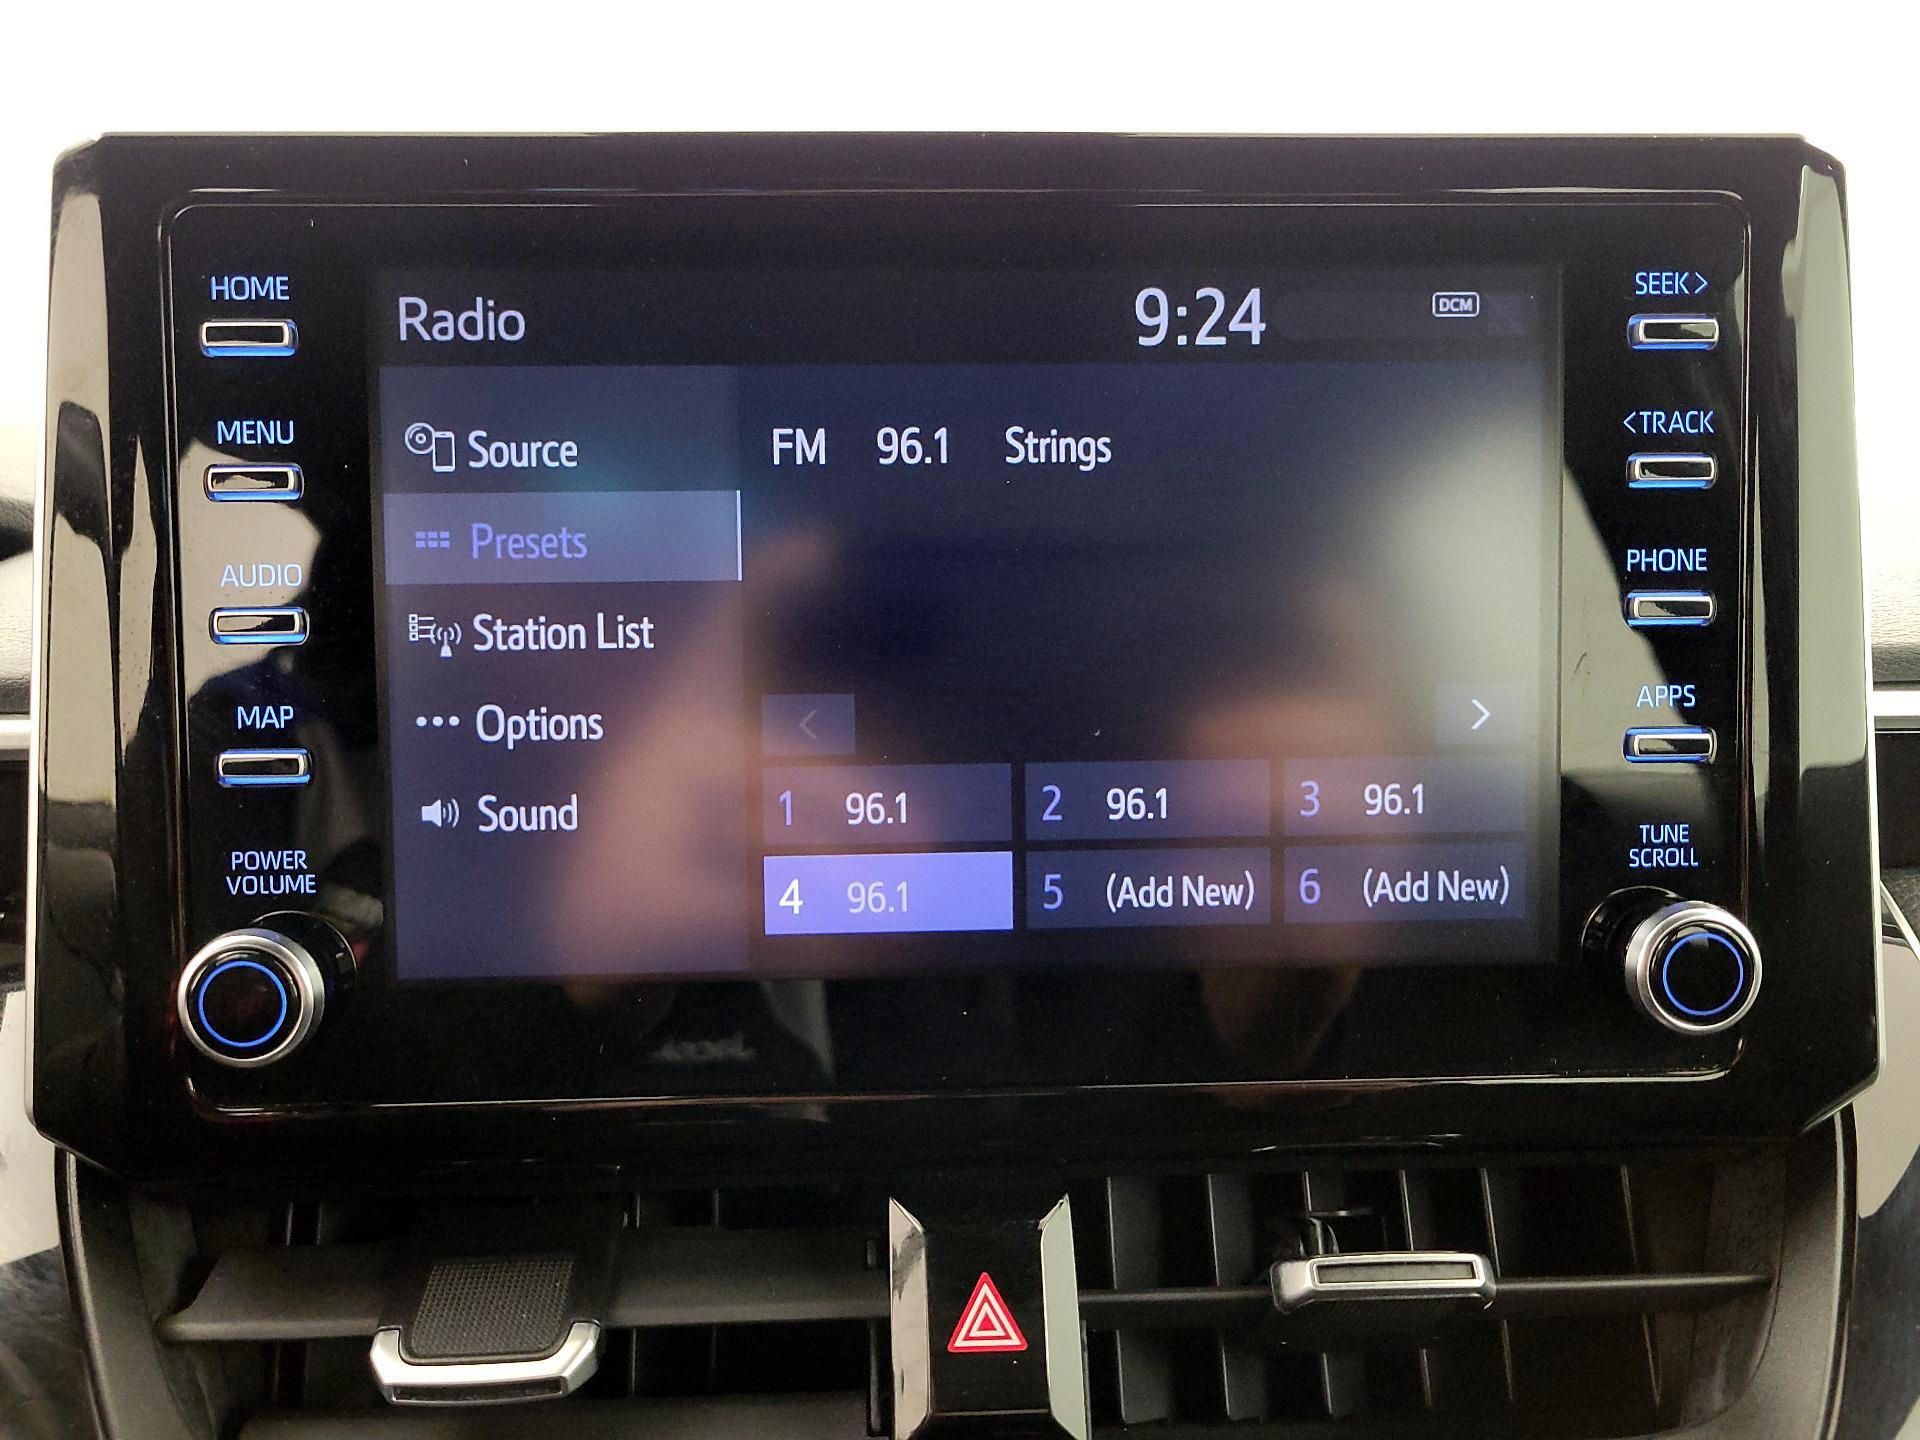 HOME
MENU
AUDIO
MAP
POWER
VOLUME
Radio
9:24
DCM
Source
Presets
Station List
Options
Sound
FM 96.1 Strings
<
>
1 96.1
2 96.1
3 96.1
4 96.1
5 (Add New)
6 (Add New)
SEEK >
< TRACK
PHONE
APPS
TUNE
SCROLL